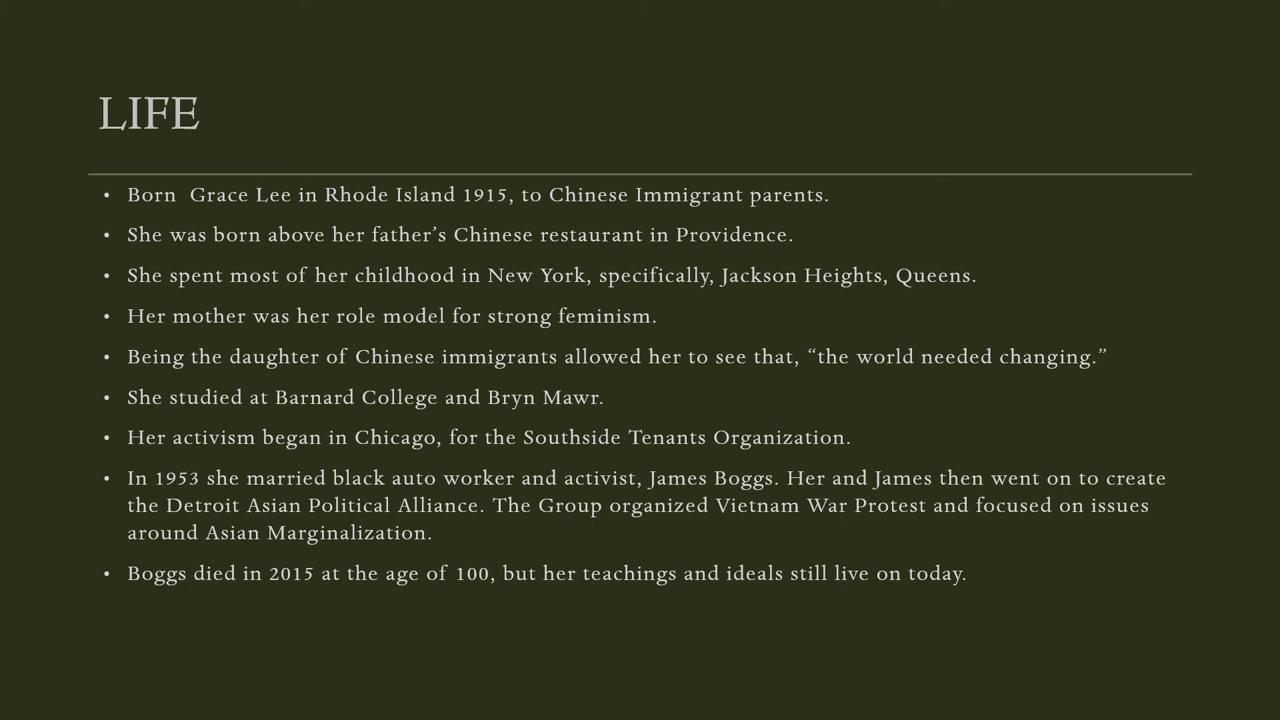 LIFE
• Born  Grace Lee in Rhode Island 1915, to Chinese Immigrant parents.
• She was born above her father’s Chinese restaurant in Providence.
• She spent most of her childhood in New York, specifically, Jackson Heights, Queens.
• Her mother was her role model for strong feminism.
• Being the daughter of Chinese immigrants allowed her to see that, “the world needed changing.”
• She studied at Barnard College and Bryn Mawr.
• Her activism began in Chicago, for the Southside Tenants Organization.
• In 1953 she married black auto worker and activist, James Boggs. Her and James then went on to create
the Detroit Asian Political Alliance. The Group organized Vietnam War Protest and focused on issues
around Asian Marginalization.
• Boggs died in 2015 at the age of 100, but her teachings and ideals still live on today.